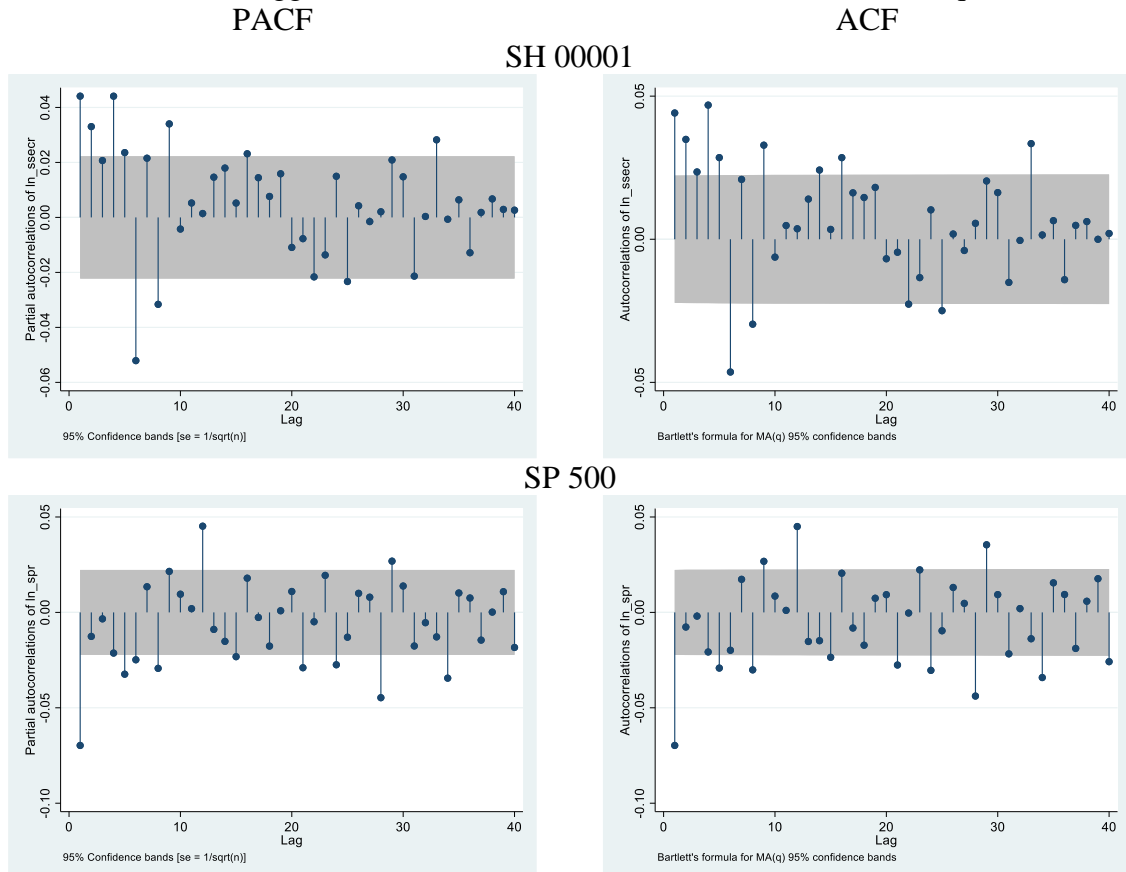 PACF
ACF
SH 00001
Partial autocorrelations of ln_ssecr
0.04
0.02
0.00
-0.02
-0.04
-0.06
0 10 20 30 40
Lag
95% Confidence bands [se = 1/sqrt(n)]
Autocorrelations of ln_ssecr
0.05
0.00
-0.05
0 10 20 30 40
Lag
Bartlett's formula for MA(q) 95% confidence bands
SP 500
Partial autocorrelations of ln_spr
0.05
0.00
-0.05
-0.10
0 10 20 30 40
Lag
95% Confidence bands [se = 1/sqrt(n)]
Autocorrelations of ln_spr
0.05
0.00
-0.05
-0.10
0 10 20 30 40
Lag
Bartlett's formula for MA(q) 95% confidence bands